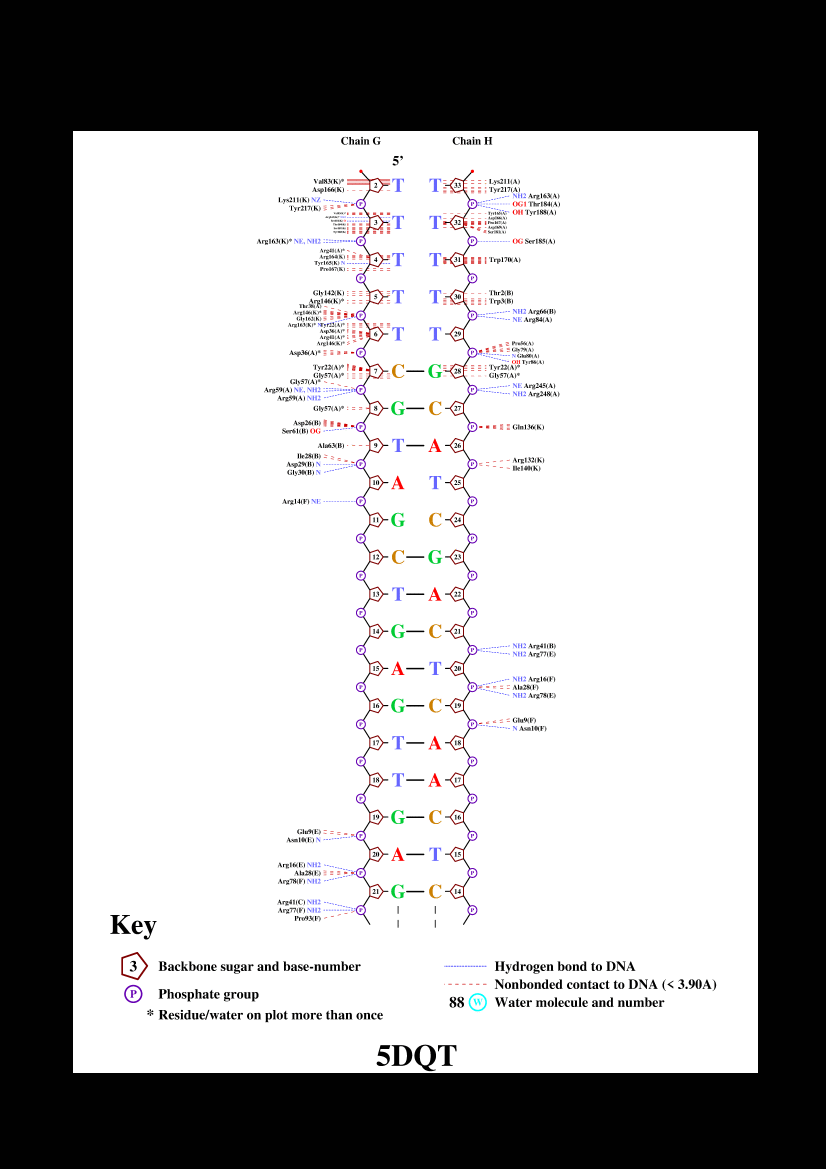 Chain G Chain H
5'
Val83(K)* 2 T T 33 Lys211(A)
Asp166(K) Tyr217(A)
Lys211(K) NZ P P NH2 Arg163(A)
Tyr217(K) OG1 Thr184(A)
OH Tyr188(A)
3 T T 32
Arg163(K)* NE, NH2 P P OG Ser185(A)
Arg41(A)*
Arg164(K) 4 T T 31 Trp170(A)
Tyr165(K) N
Pro167(K)
P P
Gly142(K) 5 T T 30 Thr2(B)
Arg146(K)* Trp3(B)
Thr38(A)
Arg146(K)* P P NH2 Arg66(B)
Gly162(K) NE Arg84(A)
Arg163(K)* Tyr22(A)*
Asp36(A)* 6 T T 29
Arg41(A)*
Arg146(K)*
Asp36(A)* P P Pro56(A)
Gly79(A)
N Glu80(A)
OH Tyr86(A)
Tyr22(A)* 7 C G 28 Tyr22(A)*
Gly57(A)* Gly57(A)*
Gly57(A)*
Arg59(A) NE, NH2 P P NE Arg245(A)
Arg59(A) NH2 NH2 Arg248(A)
Gly57(A)* 8 G C 27
Asp26(B) P P Gln136(K)
Ser61(B) OG
Ala63(B) 9 T A 26
Ile28(B)
Asp29(B) N P P Arg132(K)
Gly30(B) N Ile140(K)
10 A T 25
Arg14(F) NE P P
11 G C 24
P P
12 C G 23
P P
13 T A 22
P P
14 G C 21
P P NH2 Arg41(B)
NH2 Arg77(E)
15 A T 20
P P NH2 Arg16(F)
Ala28(F)
NH2 Arg78(E)
16 G C 19
P P Glu9(F)
N Asn10(F)
17 T A 18
P P
18 T A 17
P P
19 G C 16
Glu9(E) P P
Asn10(E) N
20 A T 15
Arg16(E) NH2
Ala28(E) P P
Arg78(F) NH2
21 G C 14
Arg41(C) NH2
Arg77(F) NH2 P P
Pro93(F)
Key
3 Backbone sugar and base-number
P Phosphate group
* Residue/water on plot more than once
Hydrogen bond to DNA
Nonbonded contact to DNA (< 3.90A)
88 W Water molecule and number
5DQT